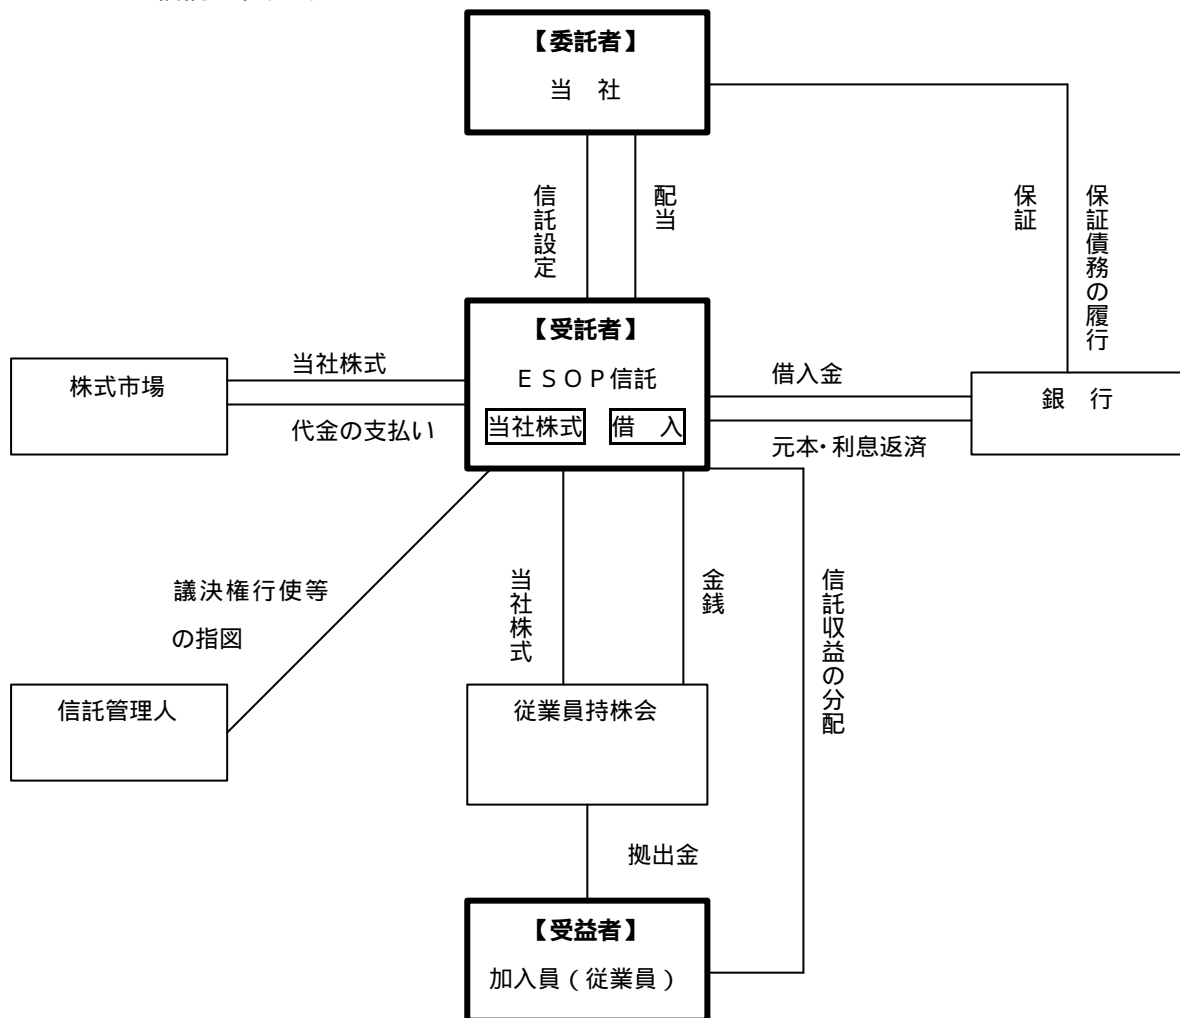 【委託者】
当　社
信託設定
配当
保証
保証債務の履行
【受託者】
ＥＳＯＰ信託
当社株式
借　入
株式市場
当社株式
代金の支払い
借入金
元本・利息返済
銀　行
議決権行使等
の指図
当社株式
金銭
信託収益の分配
信託管理人
従業員持株会
拠出金
【受益者】
加入員（従業員）